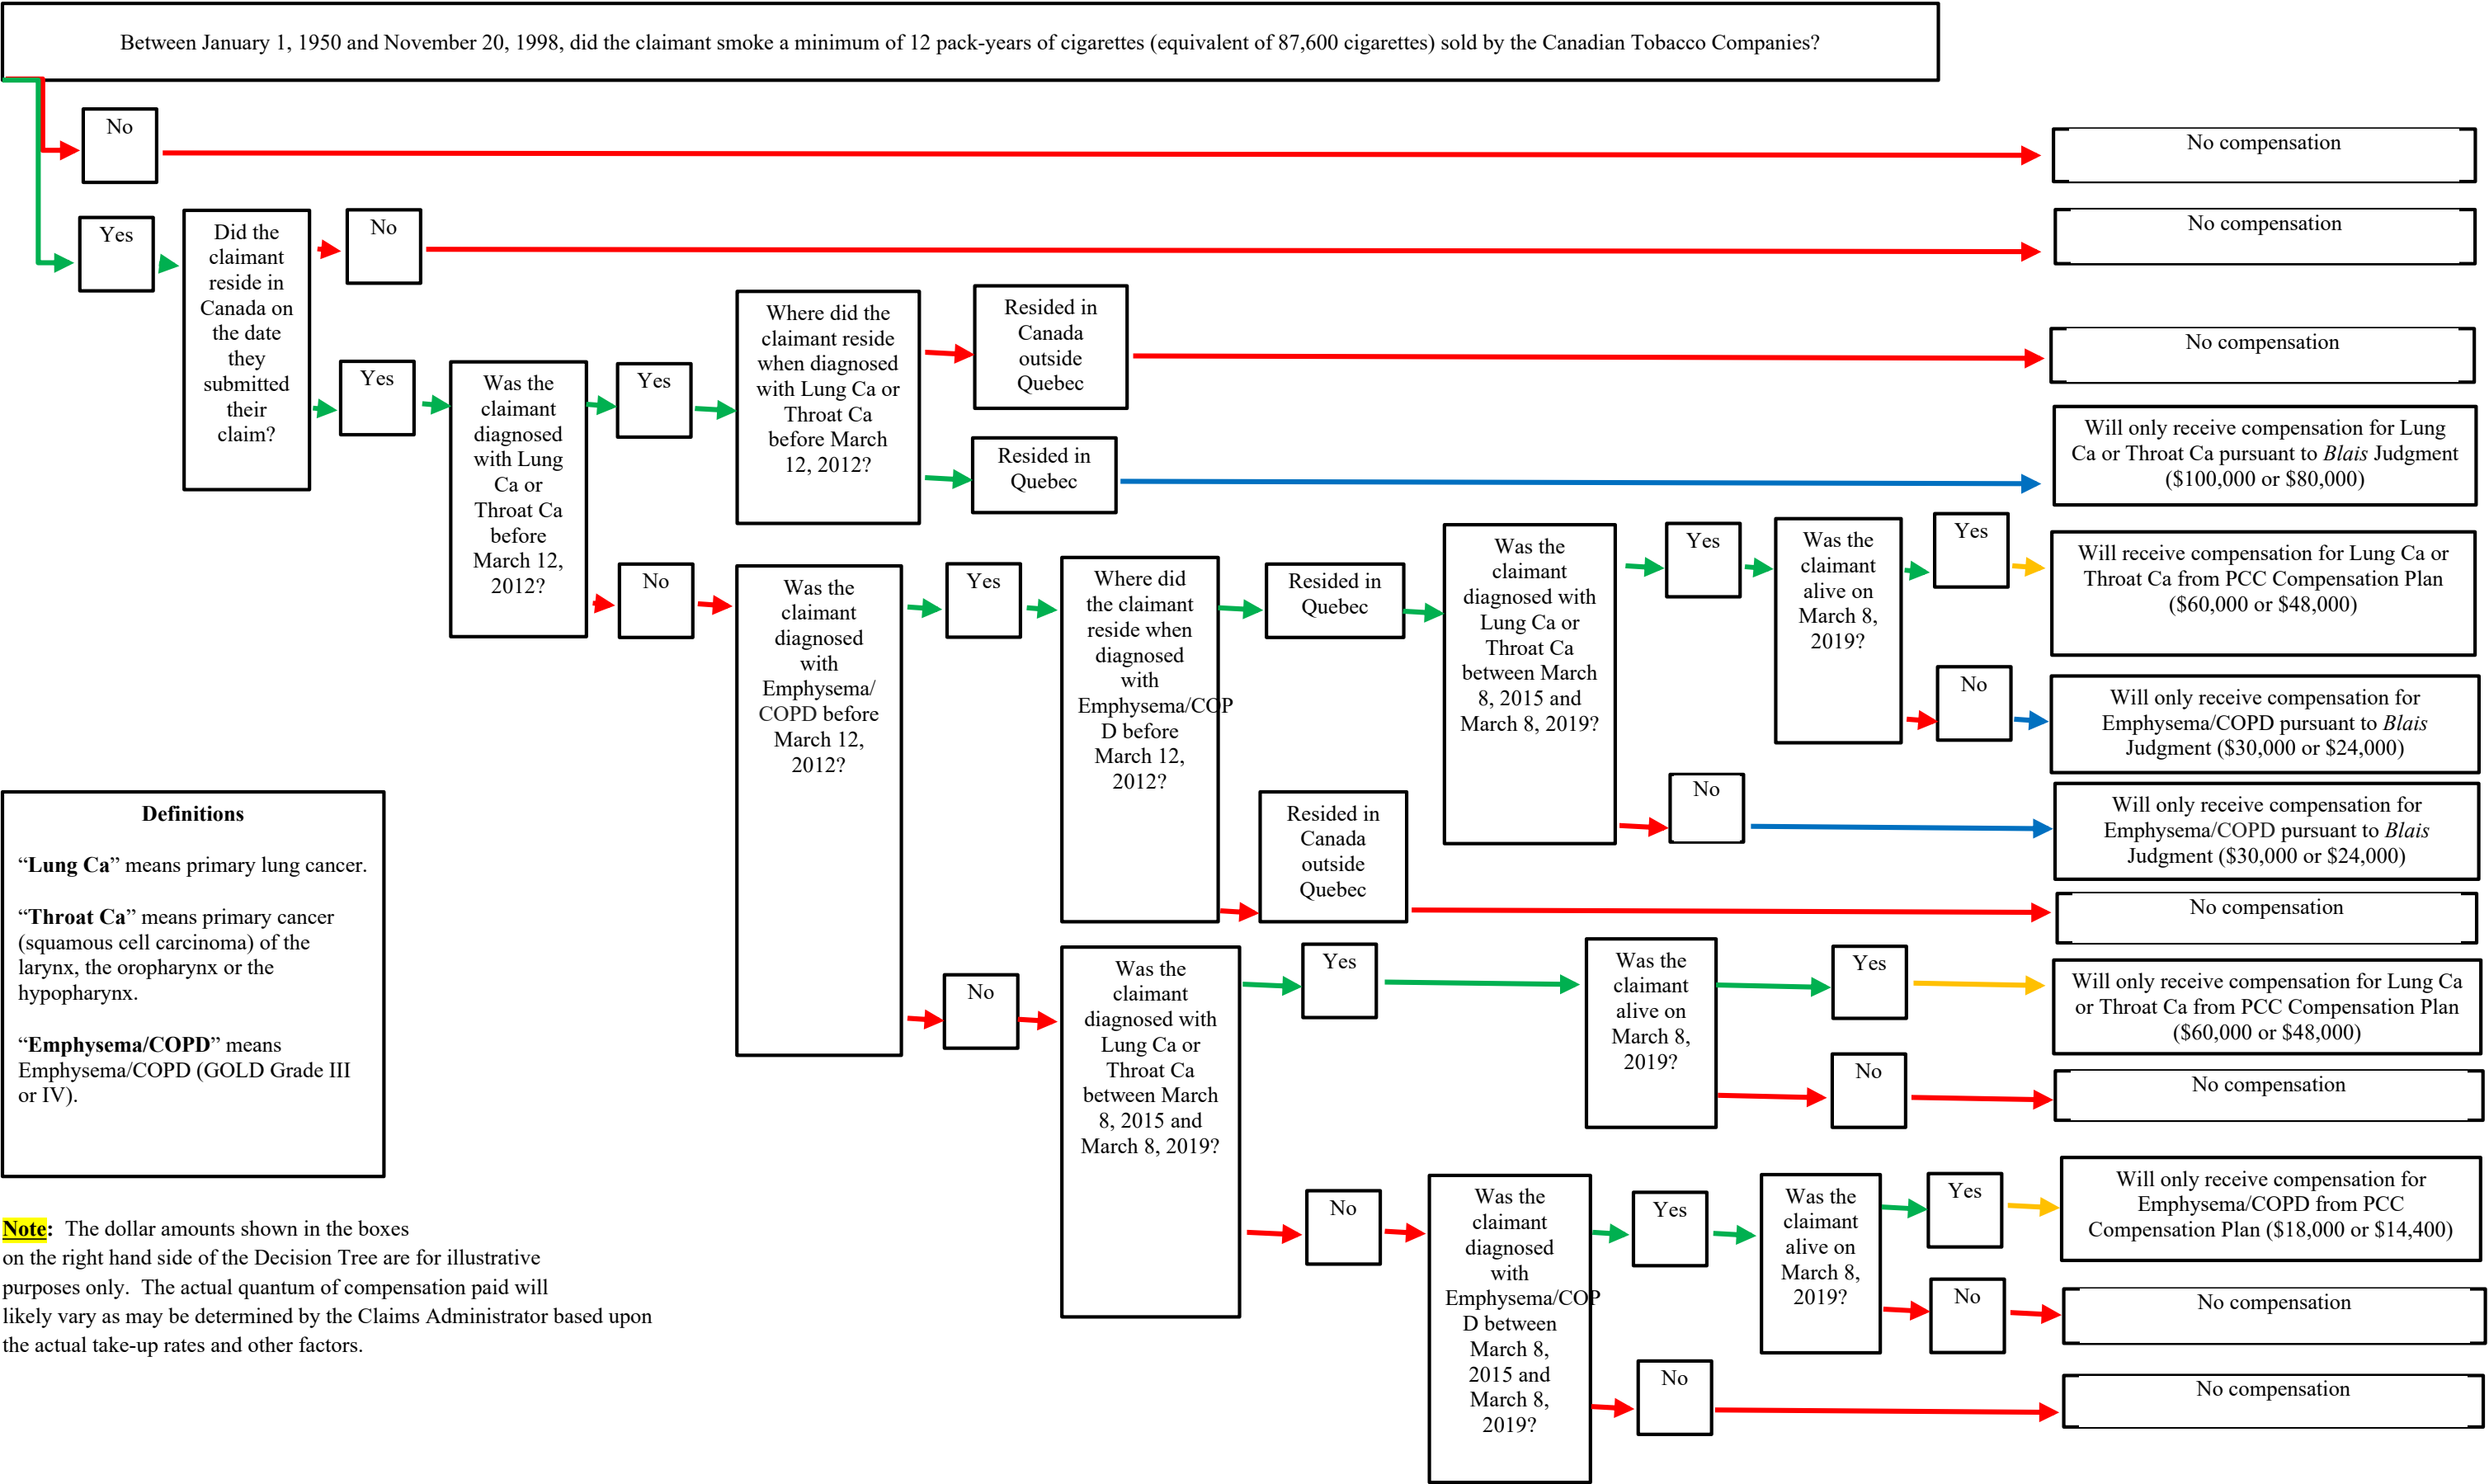 Between January 1, 1950 and November 20, 1998, did the claimant smoke a minimum of 12 pack-years of cigarettes (equivalent of 87,600 cigarettes) sold by the Canadian Tobacco Companies?
No
No compensation
Yes
Did the
claimant
reside in
Canada on
the date
they
submitted
their
claim?
No
No compensation
Yes
Was the
claimant
diagnosed
with Lung
Ca or
Throat Ca
before
March 12,
2012?
Yes
Where did the
claimant reside
when diagnosed
with Lung Ca or
Throat Ca
before March
12, 2012?
Resided in
Canada
outside
Quebec
No compensation
Resided in
Quebec
Will only receive compensation for Lung
Ca or Throat Ca pursuant to Blais Judgment
($100,000 or $80,000)
No
Was the
claimant
diagnosed
with
Emphysema/
COPD before
March 12,
2012?
Yes
Where did
the claimant
reside when
diagnosed
with
Emphysema/COP
D before
March 12,
2012?
Resided in
Quebec
Was the
claimant
diagnosed with
Lung Ca or
Throat Ca
between March
8, 2015 and
March 8, 2019?
Yes
Was the
claimant
alive on
March 8,
2019?
Yes
Will receive compensation for Lung Ca or
Throat Ca from PCC Compensation Plan
($60,000 or $48,000)
No
Will only receive compensation for
Emphysema/COPD pursuant to Blais
Judgment ($30,000 or $24,000)
No
Will only receive compensation for
Emphysema/COPD pursuant to Blais
Judgment ($30,000 or $24,000)
Resided in
Canada
outside
Quebec
No compensation
No
Was the
claimant
diagnosed with
Lung Ca or
Throat Ca
between March
8, 2015 and
March 8, 2019?
Yes
Was the
claimant
alive on
March 8,
2019?
Yes
Will only receive compensation for Lung Ca
or Throat Ca from PCC Compensation Plan
($60,000 or $48,000)
No
No compensation
No
Was the
claimant
diagnosed
with
Emphysema/COP
D between
March 8,
2015 and
March 8,
2019?
Yes
Was the
claimant
alive on
March 8,
2019?
Yes
Will only receive compensation for
Emphysema/COPD from PCC
Compensation Plan ($18,000 or $14,400)
No
No compensation
No
No compensation
Definitions
“Lung Ca” means primary lung cancer.
“Throat Ca” means primary cancer
(squamous cell carcinoma) of the
larynx, the oropharynx or the
hypopharynx.
“Emphysema/COPD” means
Emphysema/COPD (GOLD Grade III
or IV).
Note: The dollar amounts shown in the boxes
on the right hand side of the Decision Tree are for illustrative
purposes only. The actual quantum of compensation paid will
likely vary as may be determined by the Claims Administrator based upon
the actual take-up rates and other factors.